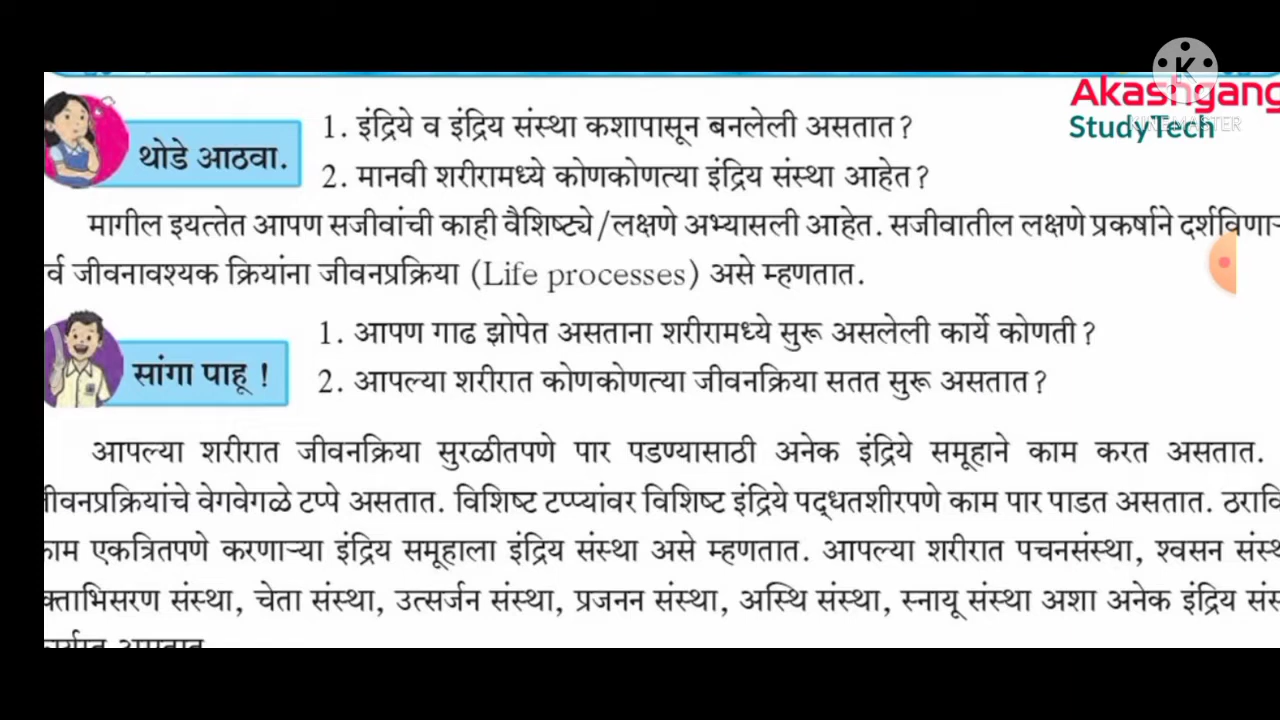 Akashgang
StudyTech
KINEMASTER
थोडे आठवा.
1. इंद्रिये व इंद्रिय संस्था कशापासून बनलेली असतात ?
2. मानवी शरीरामध्ये कोणकोणत्या इंद्रिय संस्था आहेत ?
मागील इयत्तेत आपण सजीवांची काही वैशिष्ट्ये/लक्षणे अभ्यासली आहेत. सजीवातील लक्षणे प्रकर्षाने
जीवनावश्यक क्रियांना जीवनप्रक्रिया (Life processes) असे म्हणतात.
सांगा पाहू !
1. आपण गाढ झोपेत असताना शरीरामध्ये सुरू असलेली कार्ये कोणती ?
2. आपल्या शरीरात कोणकोणत्या जीवनक्रिया सतत सुरू असतात ?
आपल्या शरीरात जीवनक्रिया सुरळीतपणे पार पडण्यासाठी अनेक इंद्रिये समूहाने काम करत असतात.
वेगवेगळे टप्पे असतात. विशिष्ट टप्प्यांवर विशिष्ट इंद्रिये पद्धतशीरपणे काम पार पाडत असतात.
एकत्रितपणे करणाऱ्या इंद्रिय समूहाला इंद्रिय संस्था असे म्हणतात. आपल्या शरीरात पचनसंस्था, श्वसन
संस्था, चेता संस्था, उत्सर्जन संस्था, प्रजनन संस्था, अस्थि संस्था, स्नायू संस्था अशा अनेक इंद्रिय